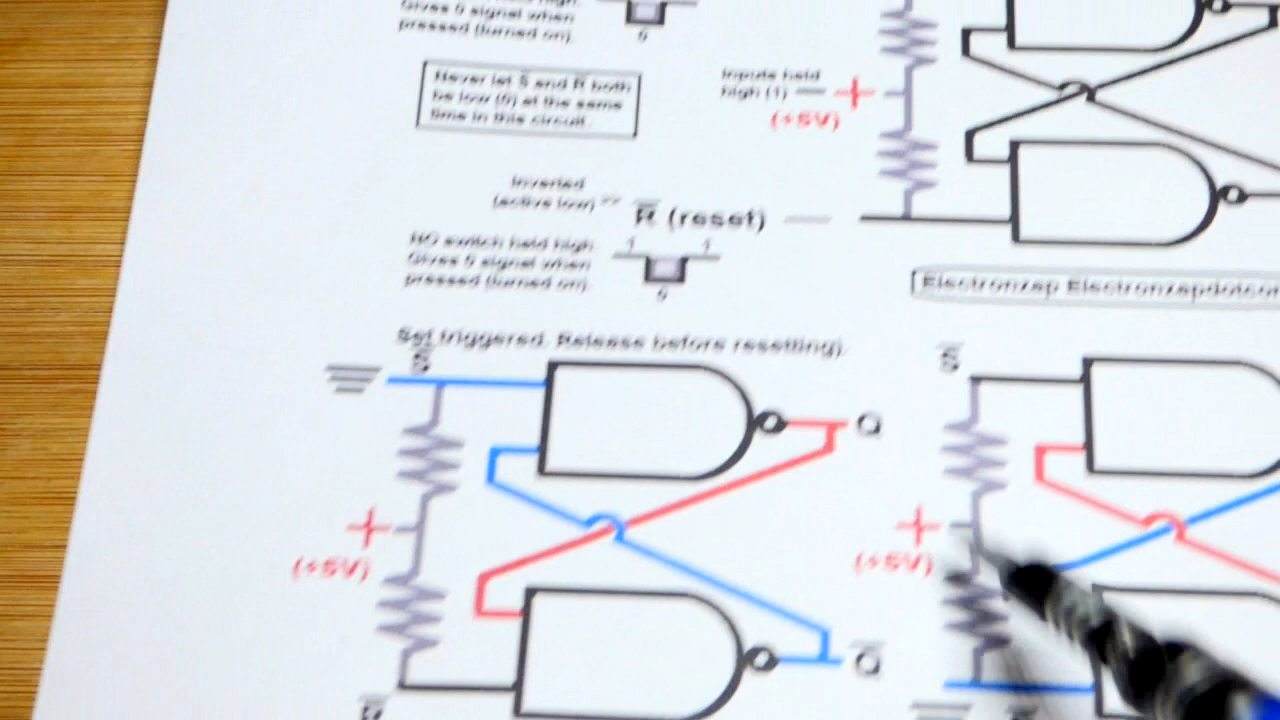 Gives 0 signal when
pressed (turned on).
0
Never let S and R both
be low (0) at the same
time in this circuit.
Inputs held
high (1)
+
(+5V)
Inverted
(active low)
R (reset)
NO switch held high.
Gives 0 signal when
pressed (turned on).
1 1
0
Electronzap Electronzapdotcom
Set triggered. Release before resetting).
S
Q
+
(+5V)
Q
R
S
+
(+5V)